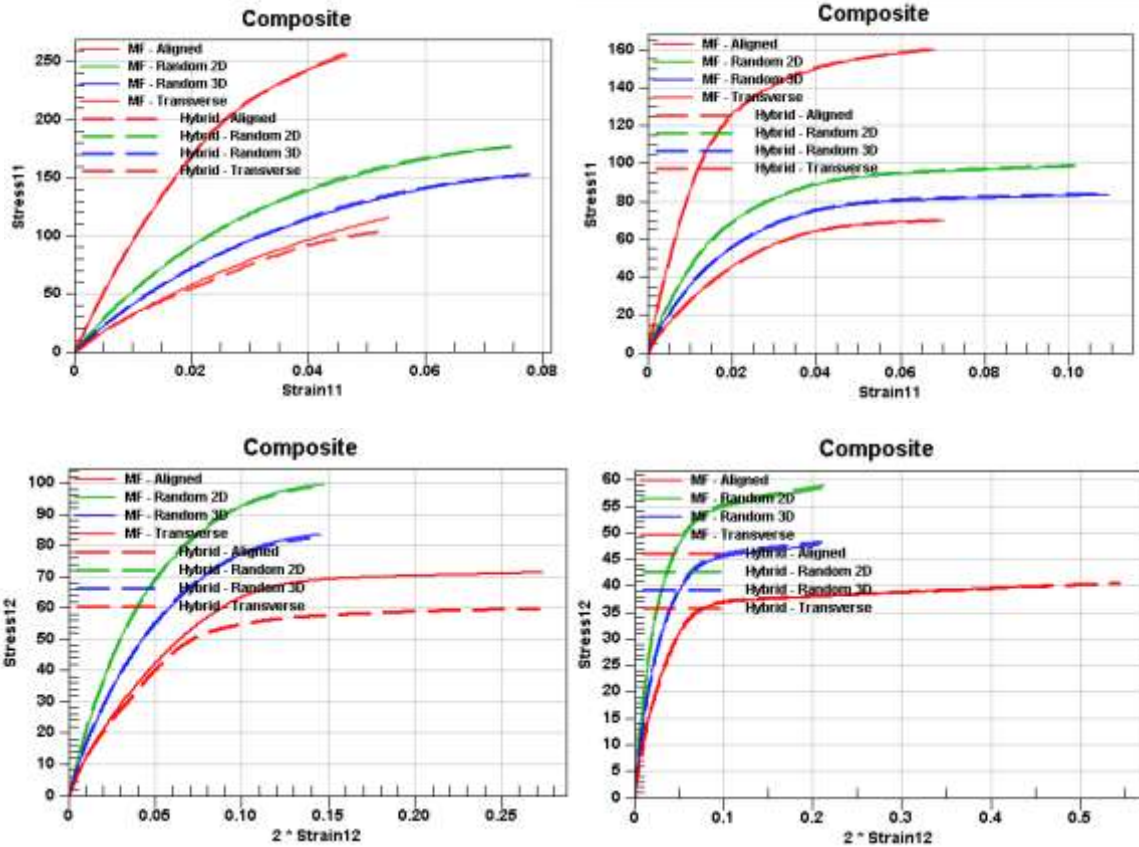 Composite
250
200
150
100
50
0
Stress11
MF - Aligned
MF - Random 2D
MF - Random 3D
MF - Transverse
Hybrid - Aligned
Hybrid - Random 2D
Hybrid - Random 3D
Hybrid - Transverse
0 0.02 0.04 0.06 0.08
Strain11
Composite
160
140
120
100
80
60
40
20
0
Stress11
MF - Aligned
MF - Random 2D
MF - Random 3D
MF - Transverse
Hybrid - Aligned
Hybrid - Random 2D
Hybrid - Random 3D
Hybrid - Transverse
0 0.02 0.04 0.06 0.08 0.10
Strain11
Composite
100
90
80
70
60
50
40
30
20
10
0
Stress12
MF - Aligned
MF - Random 2D
MF - Random 3D
MF - Transverse
Hybrid - Aligned
Hybrid - Random 2D
Hybrid - Random 3D
Hybrid - Transverse
0 0.05 0.10 0.15 0.20 0.25
2 * Strain12
Composite
60
55
50
45
40
35
30
25
20
15
10
5
0
Stress12
MF - Aligned
MF - Random 2D
MF - Random 3D
MF - Transverse
Hybrid - Aligned
Hybrid - Random 2D
Hybrid - Random 3D
Hybrid - Transverse
0 0.1 0.2 0.3 0.4 0.5
2 * Strain12